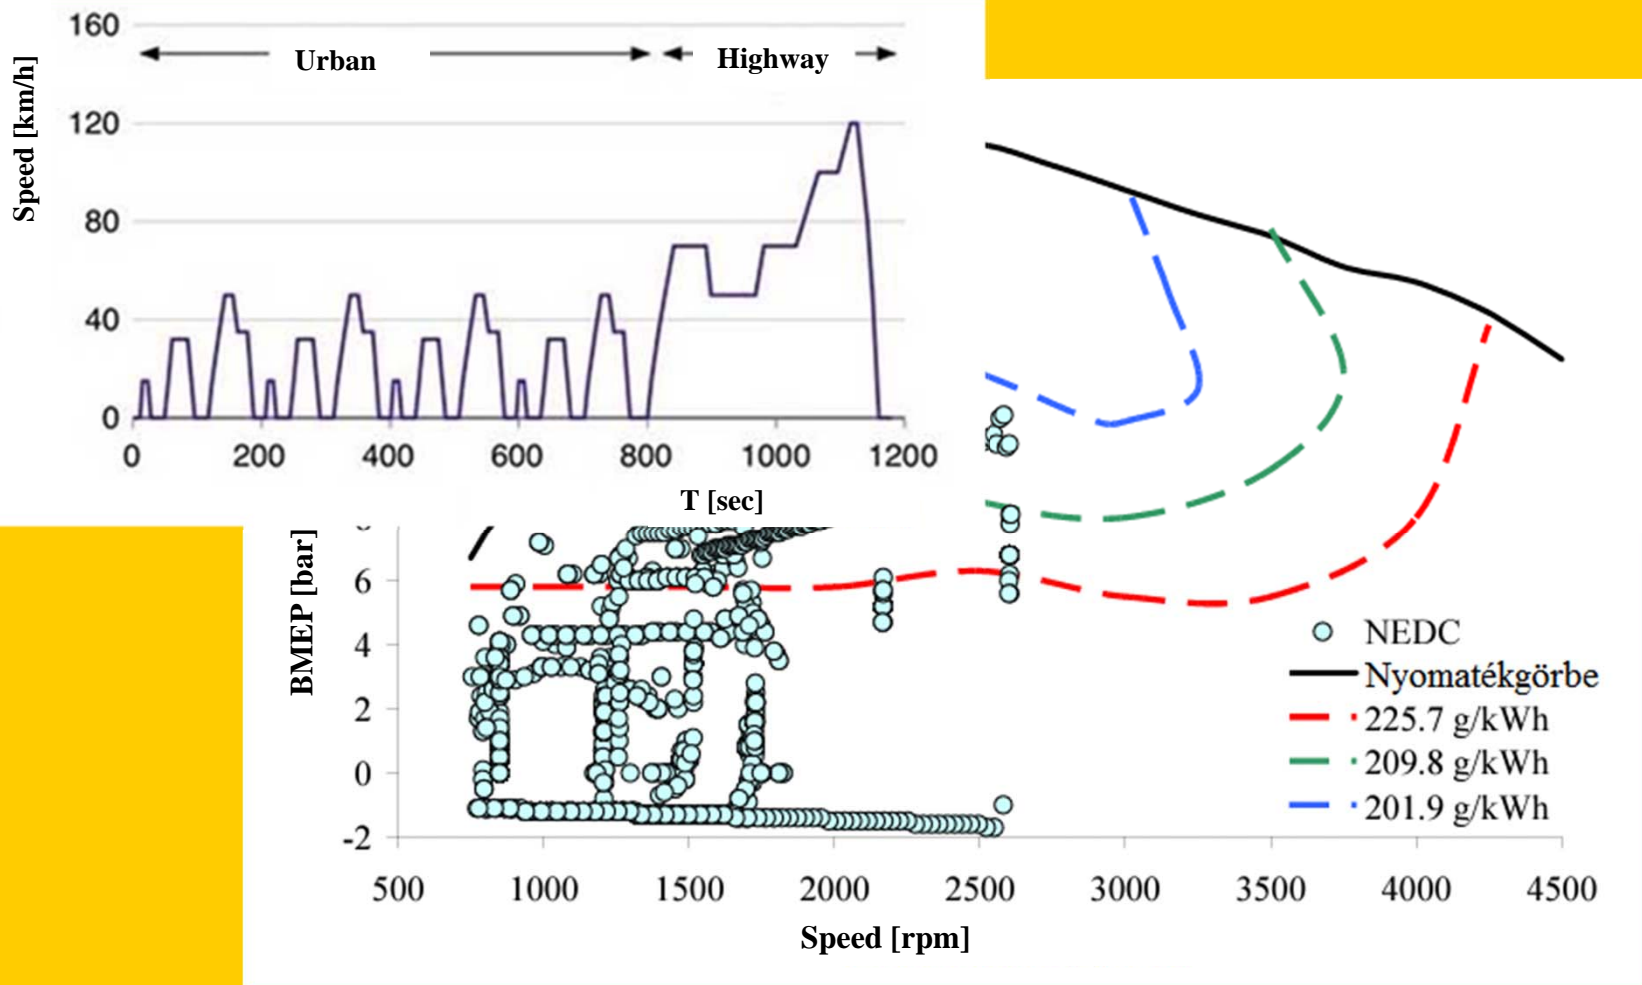 160
Urban
Highway
Speed [km/h]
120
80
40
0
0 200 400 600 800 1000 1200
T [sec]
BMEP [bar]
6
4
2
0
-2
NEDC
Nyomatékgörbe
225.7 g/kWh
209.8 g/kWh
201.9 g/kWh
500 1000 1500 2000 2500 3000 3500 4000 4500
Speed [rpm]